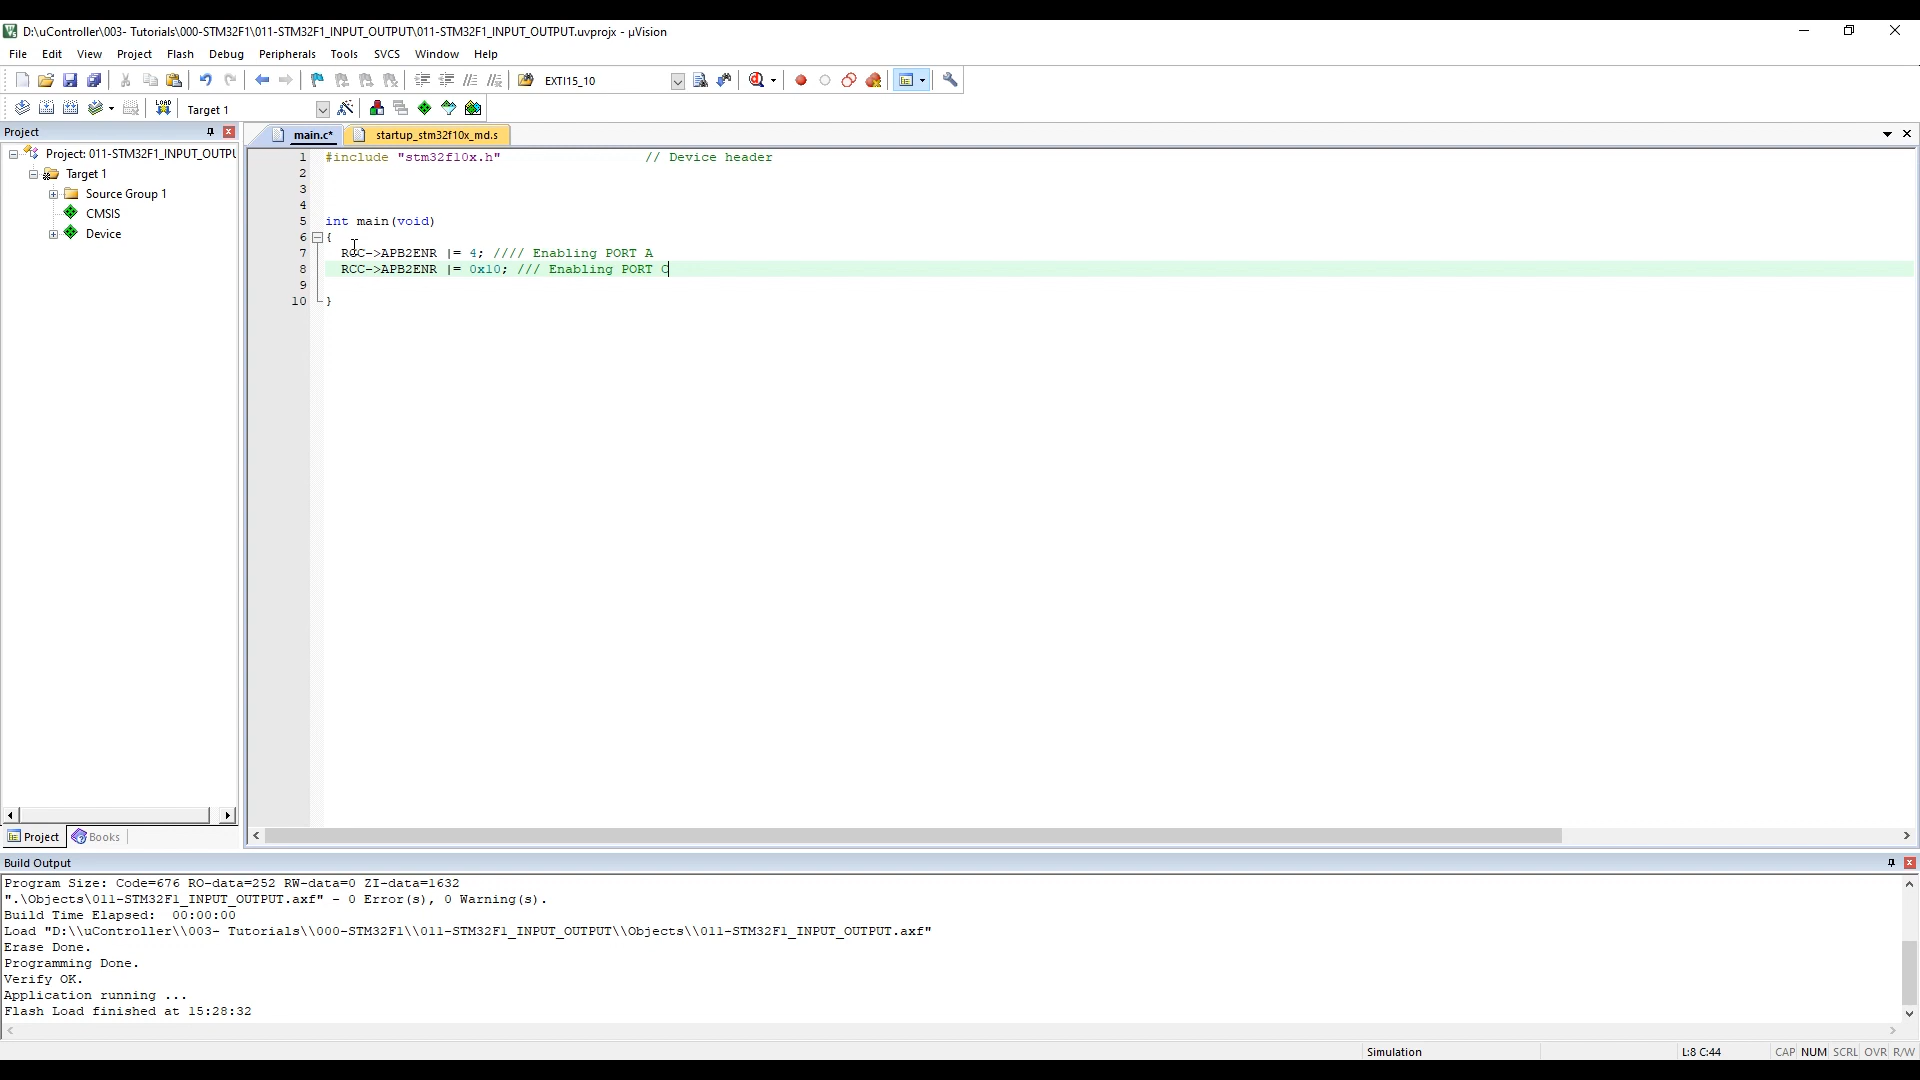 D:\uController\003- Tutorials\000-STM32F1\011-STM32F1_INPUT_OUTPUT\011-STM32F1_INPUT_OUTPUT.uvprojx - µVision
File Edit View Project Flash Debug Peripherals Tools SVCS Window Help
EXTI15_10
LOAD Target 1
Project
main.c* startup_stm32f10x_md.s
Project: 011-STM32F1_INPUT_OUTPU
Target 1
Source Group 1
CMSIS
Device
1 #include "stm32f10x.h" // Device header
2
3
4
5 int main(void)
6 {
7 RCC->APB2ENR |= 4; //// Enabling PORT A
8 RCC->APB2ENR |= 0x10; /// Enabling PORT C
9
10 }
Project Books
Build Output
Program Size: Code=676 RO-data=252 RW-data=0 ZI-data=1632
".\Objects\011-STM32F1_INPUT_OUTPUT.axf" - 0 Error(s), 0 Warning(s).
Build Time Elapsed: 00:00:00
Load "D:\\uController\\003- Tutorials\\000-STM32F1\\011-STM32F1_INPUT_OUTPUT\\Objects\\011-STM32F1_INPUT_OUTPUT.axf"
Erase Done.
Programming Done.
Verify OK.
Application running ...
Flash Load finished at 15:28:32
Simulation L:8 C:44 CAP NUM SCRL OVR R/W